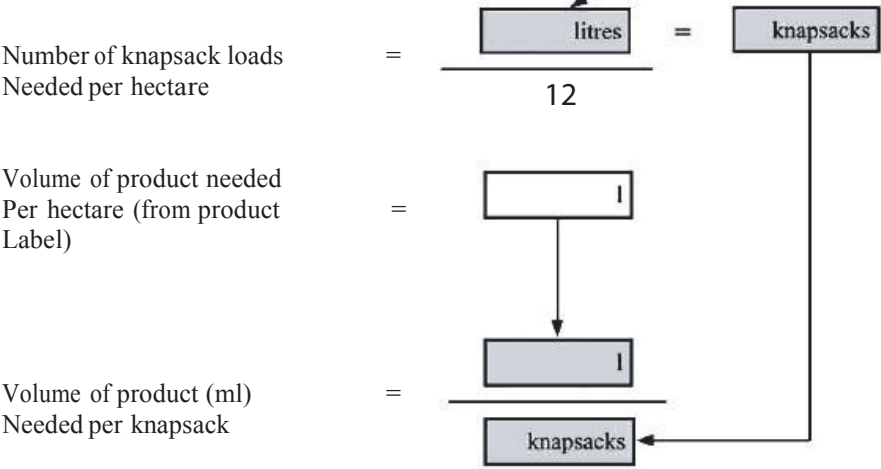 litres = knapsacks
Number of knapsack loads =
Needed per hectare
12
Volume of product needed
Per hectare (from product = l
Label)
l
Volume of product (ml) =
Needed per knapsack
knapsacks